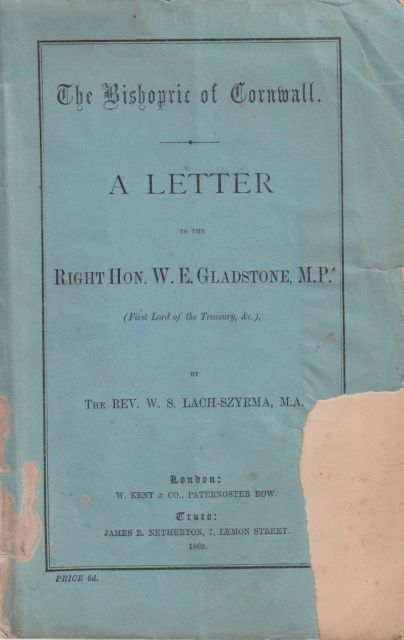 The Bishopric of Cornwall.
A LETTER
TO THE
RIGHT HON. W. E. GLADSTONE, M.P.
(First Lord of the Treasury, &c.),
BY
THE REV. W. S. LACH-SZYRMA, M.A.
London:
W. KENT & CO., PATERNOSTER ROW.
Truro:
JAMES R. NETHERTON, 7, LEMON STREET.
1869.
PRICE 6d.